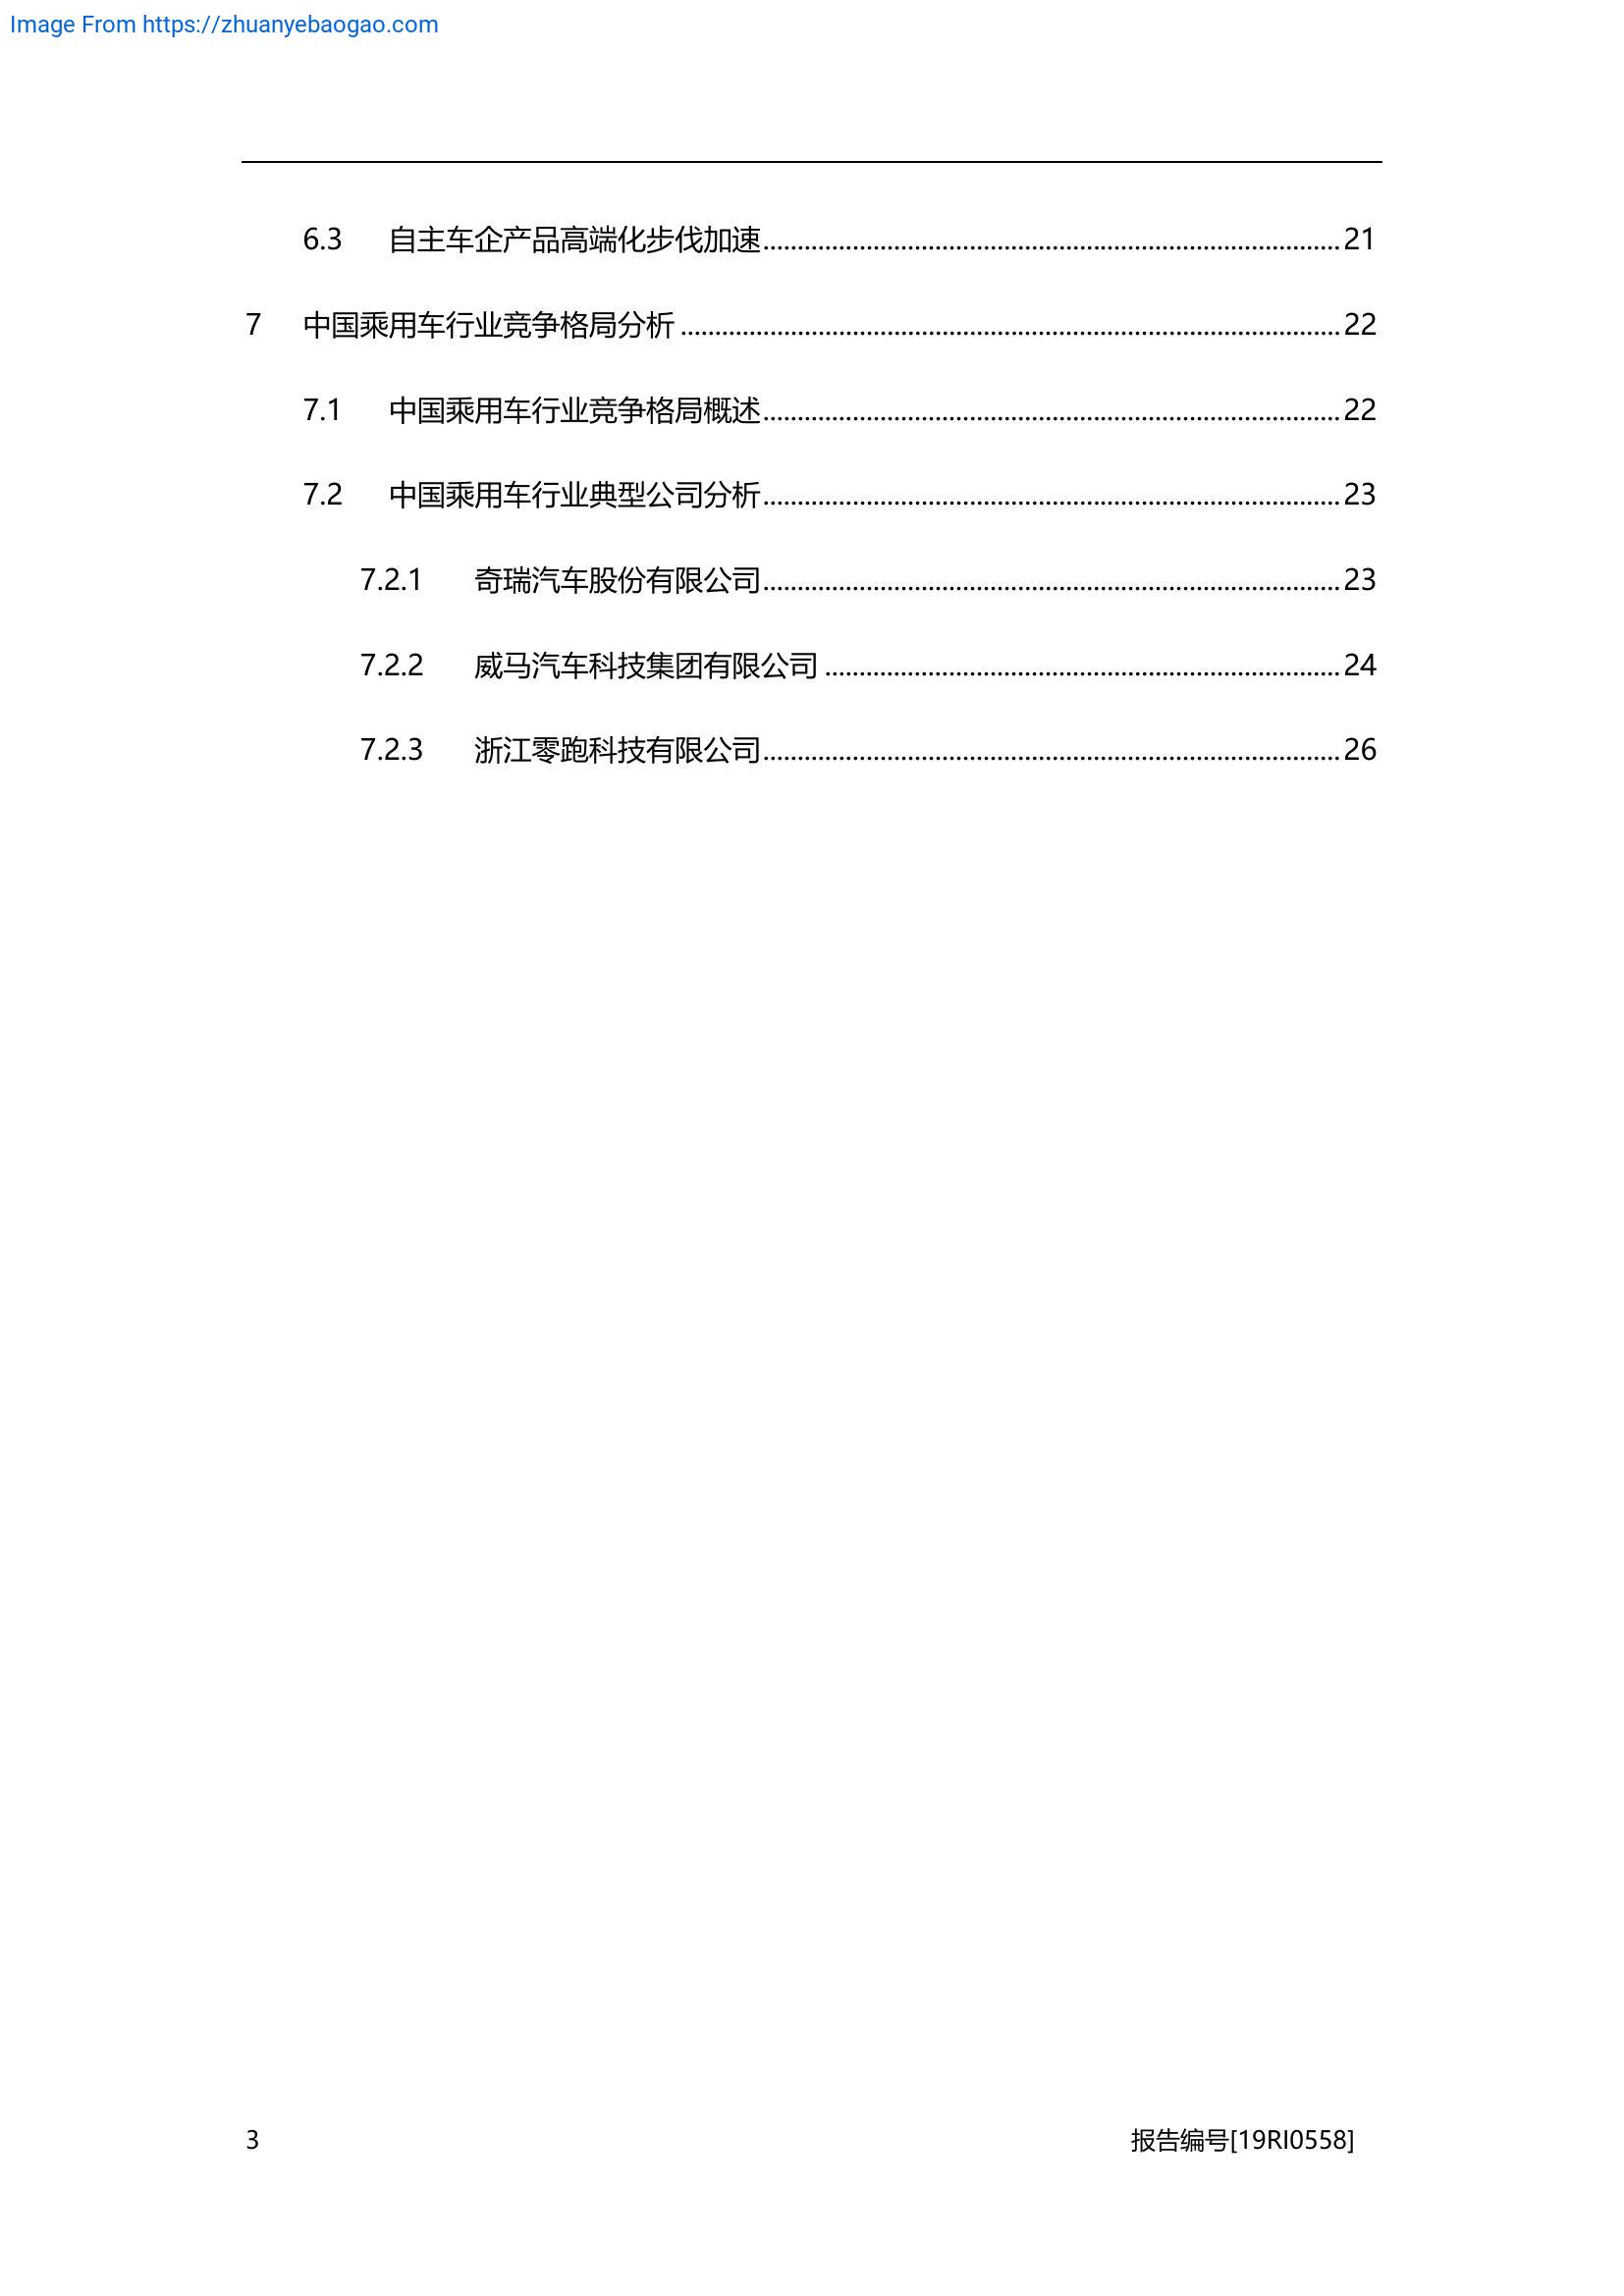 Image From https://zhuanyebaogao.com
6.3 自主车企产品高端化步伐加速........................................21
7 中国乘用车行业竞争格局分析........................................22
7.1 中国乘用车行业竞争格局概述........................................22
7.2 中国乘用车行业典型公司分析........................................23
7.2.1 奇瑞汽车股份有限公司........................................23
7.2.2 威马汽车科技集团有限公司........................................24
7.2.3 浙江零跑科技有限公司........................................26
3 报告编号[19RI0558]